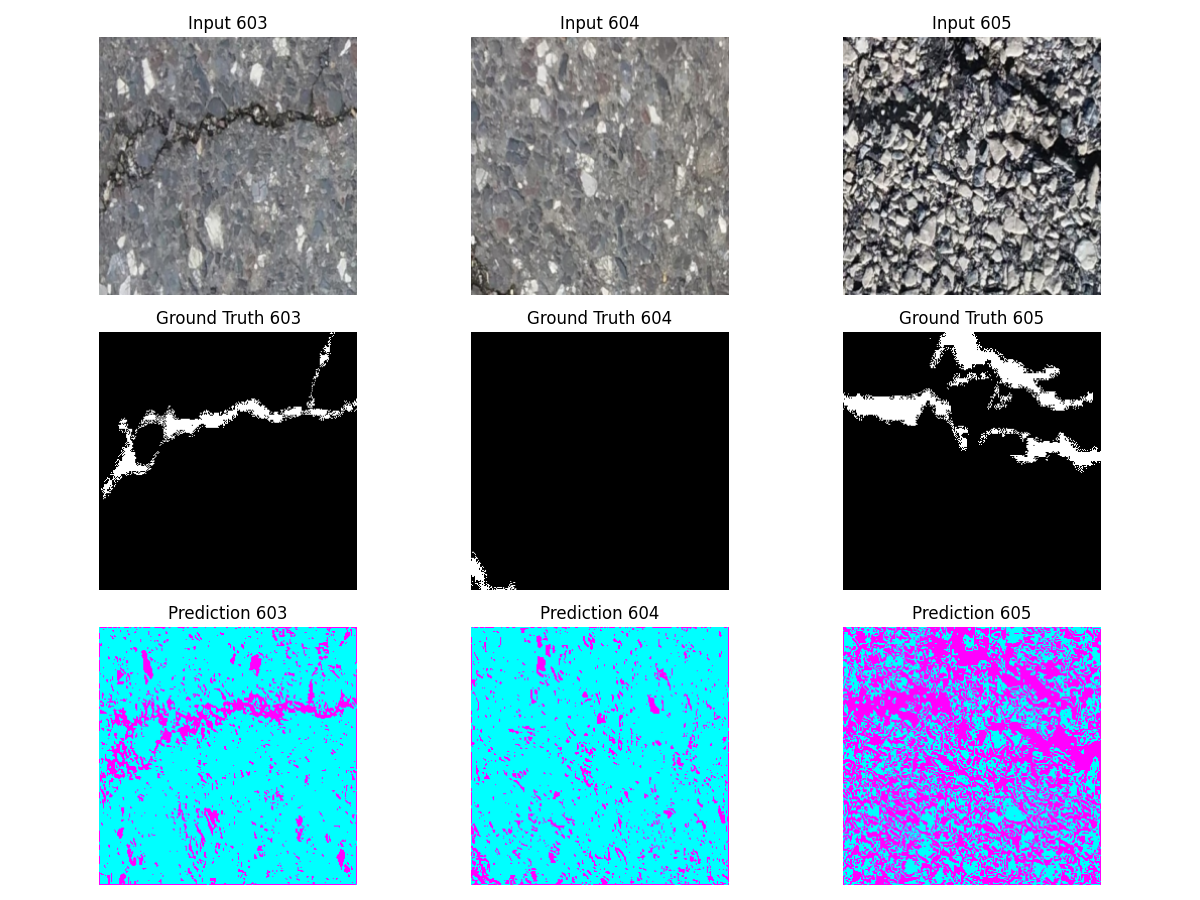 Input 603
Input 604
Input 605
Ground Truth 603
Ground Truth 604
Ground Truth 605
Prediction 603
Prediction 604
Prediction 605